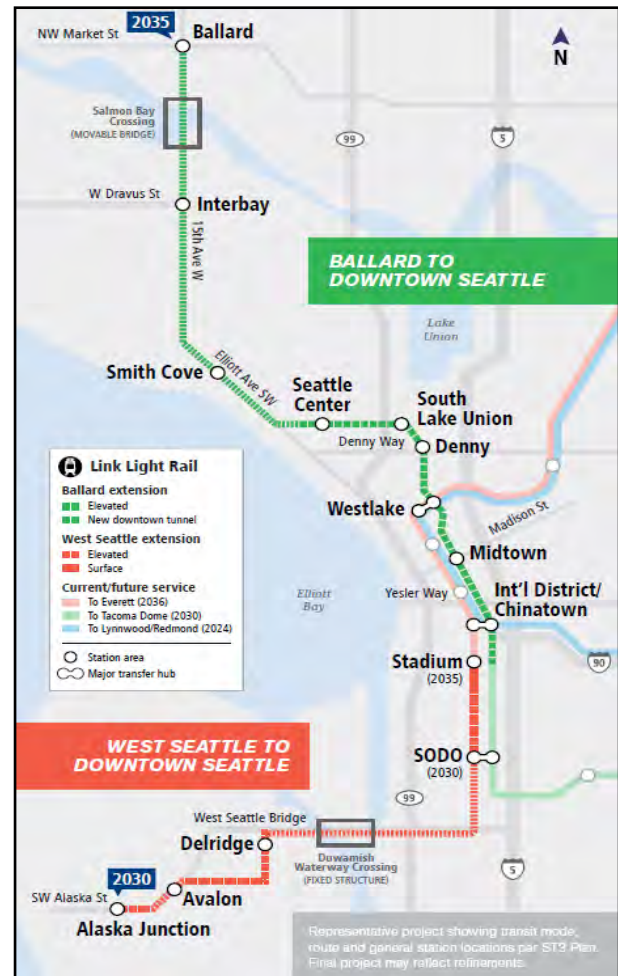 2035
NW Market St
Ballard
N
Salmon Bay
Crossing
(MOVABLE BRIDGE)
99
5
W Dravus St
Interbay
15th Ave W
BALLARD TO
DOWNTOWN SEATTLE
Lake
Union
Smith Cove
Elliott Ave SW
Seattle
Center
South
Lake Union
Denny Way
Denny
Link Light Rail
Ballard extension
Elevated
New downtown tunnel
West Seattle extension
Elevated
Surface
Current/future service
To Everett (2036)
To Tacoma Dome (2030)
To Lynnwood/Redmond (2024)
Station area
Major transfer hub
Westlake
Madison St
Midtown
Elliott
Bay
Yesler Way
Int'l District/
Chinatown
90
Stadium
(2035)
WEST SEATTLE TO
DOWNTOWN SEATTLE
SODO
(2030)
99
West Seattle Bridge
Delridge
Duwamish
Waterway Crossing
(FIXED STRUCTURE)
5
2030
SW Alaska St
Avalon
Alaska Junction
Representative project showing transit mode,
route and general station locations per ST3 Plan.
Final project may reflect refinements.